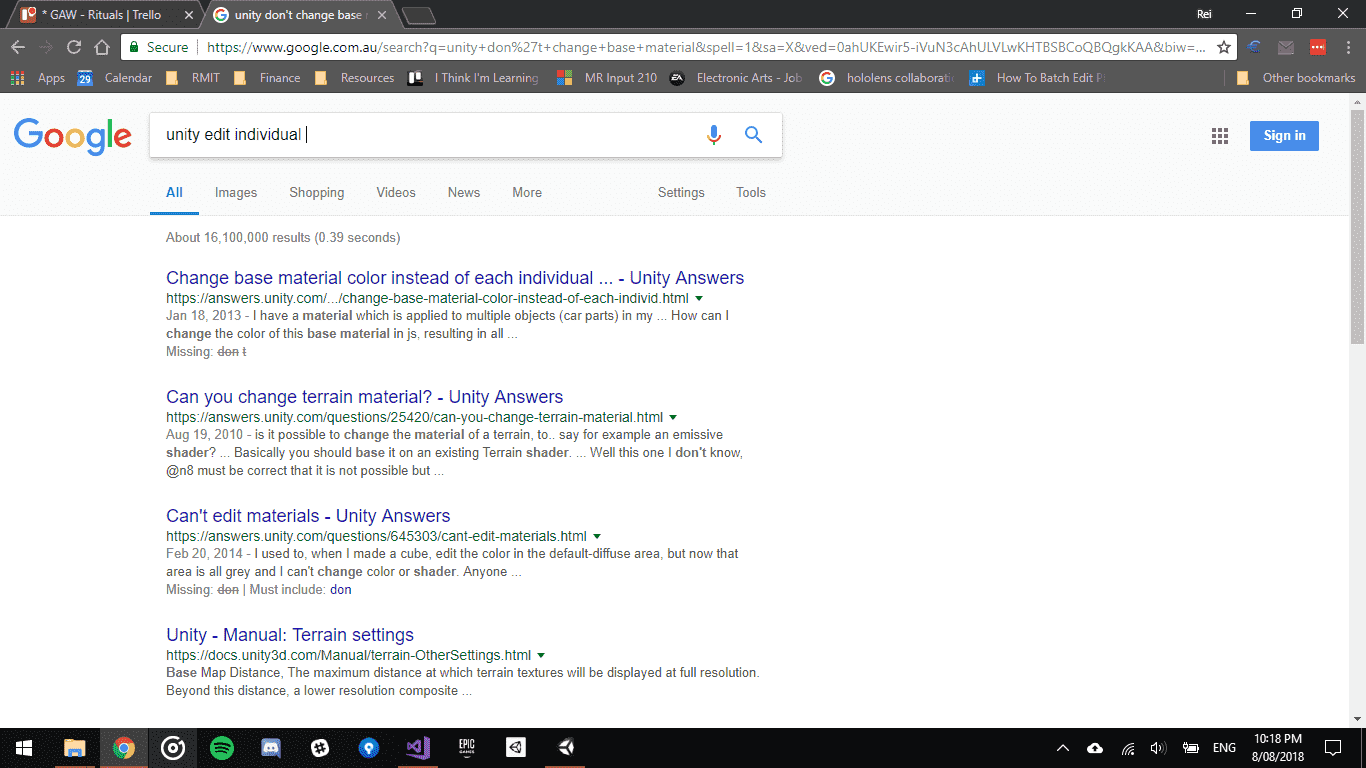 * GAW - Rituals | Trello
unity don't change base
Rei
Secure
https://www.google.com.au/search?q=unity+don%27t+change+base+material&spell=1&sa=X&ved=0ahUKEwir5-iVuN3cAhULVLwKHTBSBCoQBQgkKAA&biw=...
Apps
29
Calendar
RMIT
Finance
Resources
I Think I'm Learning
MR Input 210
EA
Electronic Arts - Job
hololens collaborati
How To Batch Edit P
Other bookmarks
Google
unity edit individual
Sign in
All
Images
Shopping
Videos
News
More
Settings
Tools
About 16,100,000 results (0.39 seconds)
Change base material color instead of each individual ... - Unity Answers
https://answers.unity.com/.../change-base-material-color-instead-of-each-individ.html
Jan 18, 2013 - I have a material which is applied to multiple objects (car parts) in my ... How can I
change the color of this base material in js, resulting in all ...
Missing: don t
Can you change terrain material? - Unity Answers
https://answers.unity.com/questions/25420/can-you-change-terrain-material.html
Aug 19, 2010 - is it possible to change the material of a terrain, to.. say for example an emissive
shader? ... Basically you should base it on an existing Terrain shader. ... Well this one I don't know,
@n8 must be correct that it is not possible but ...
Can't edit materials - Unity Answers
https://answers.unity.com/questions/645303/cant-edit-materials.html
Feb 20, 2014 - I used to, when I made a cube, edit the color in the default-diffuse area, but now that
area is all grey and I can't change color or shader. Anyone ...
Missing: don | Must include: don
Unity - Manual: Terrain settings
https://docs.unity3d.com/Manual/terrain-OtherSettings.html
Base Map Distance, The maximum distance at which terrain textures will be displayed at full resolution.
Beyond this distance, a lower resolution composite ...
EPIC
GAMES
ENG
10:18 PM
8/08/2018